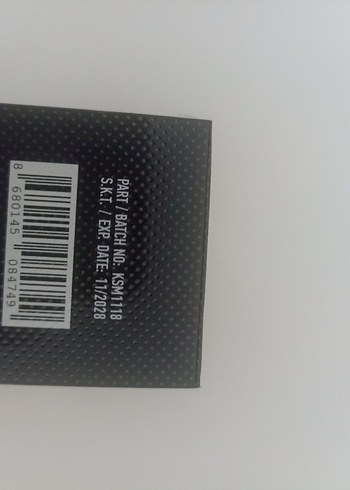 PART / BATCH NO: KSM1118
S.K.T. / EXP. DATE: 11/2028
8 680145 084749